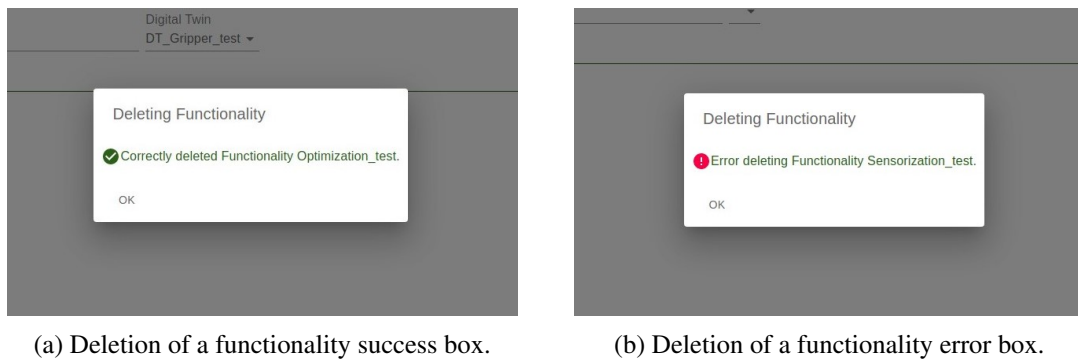 Digital Twin
DT_Gripper_test
Deleting Functionality
Correctly deleted Functionality Optimization_test.
OK
Deleting Functionality
Error deleting Functionality Sensorization_test.
OK
(a) Deletion of a functionality success box.
(b) Deletion of a functionality error box.